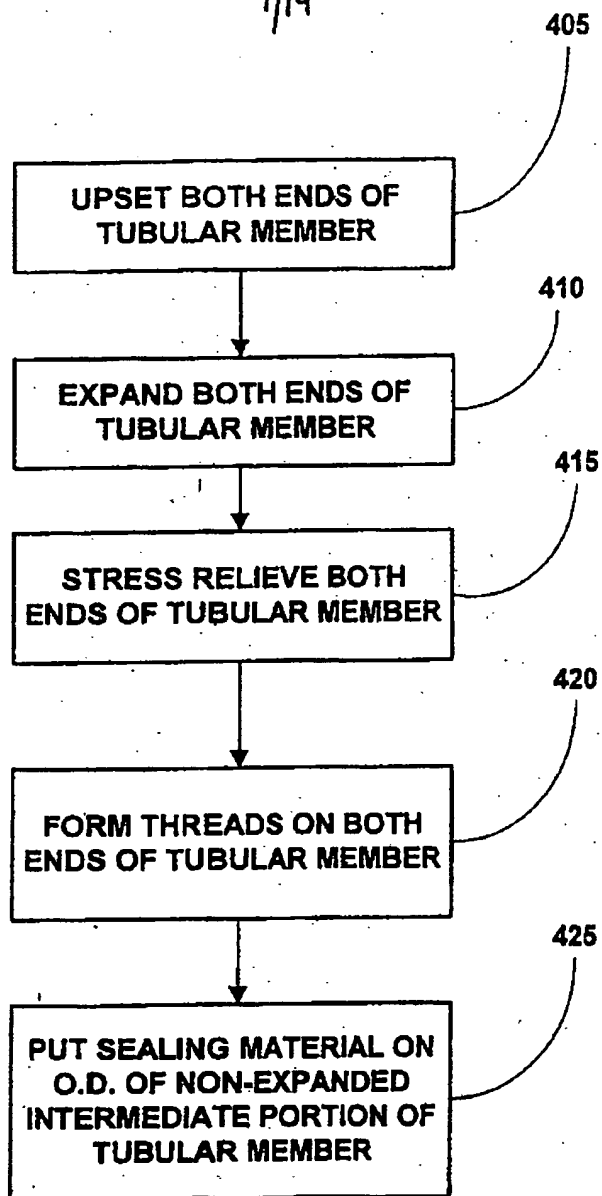 405
UPSET BOTH ENDS OF
TUBULAR MEMBER
410
EXPAND BOTH ENDS OF
TUBULAR MEMBER
415
STRESS RELIEVE BOTH
ENDS OF TUBULAR MEMBER
420
FORM THREADS ON BOTH
ENDS OF TUBULAR MEMBER
425
PUT SEALING MATERIAL ON
O.D. OF NON-EXPANDED
INTERMEDIATE PORTION OF
TUBULAR MEMBER